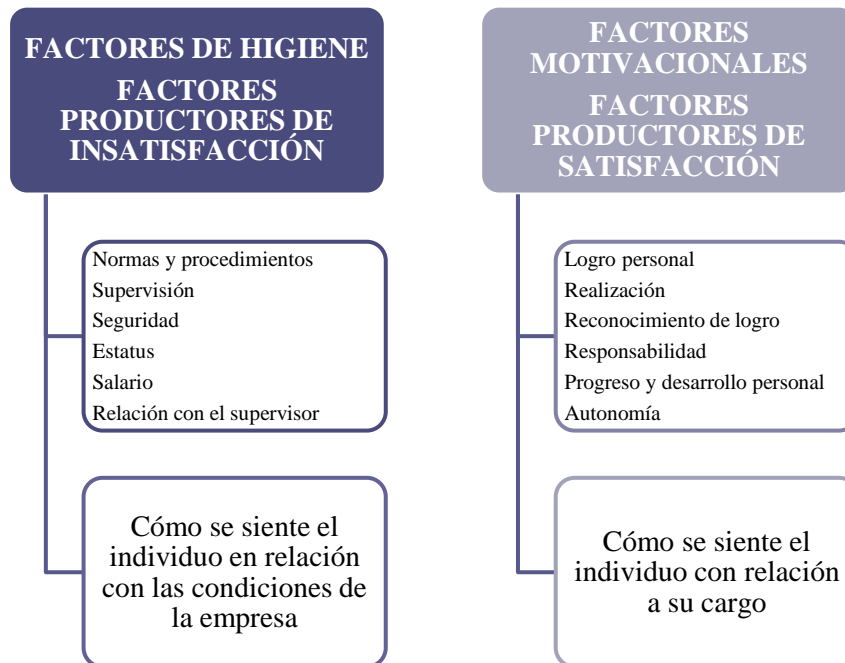 FACTORES DE HIGIENE
FACTORES
PRODUCTORES DE
INSATISFACCIÓN
Normas y procedimientos
Supervisión
Seguridad
Estatus
Salario
Relación con el supervisor
Cómo se siente el
individuo en relación
con las condiciones de
la empresa
FACTORES
MOTIVACIONALES
FACTORES
PRODUCTORES DE
SATISFACCIÓN
Logro personal
Realización
Reconocimiento de logro
Responsabilidad
Progreso y desarrollo personal
Autonomía
Cómo se siente el
individuo con relación
a su cargo